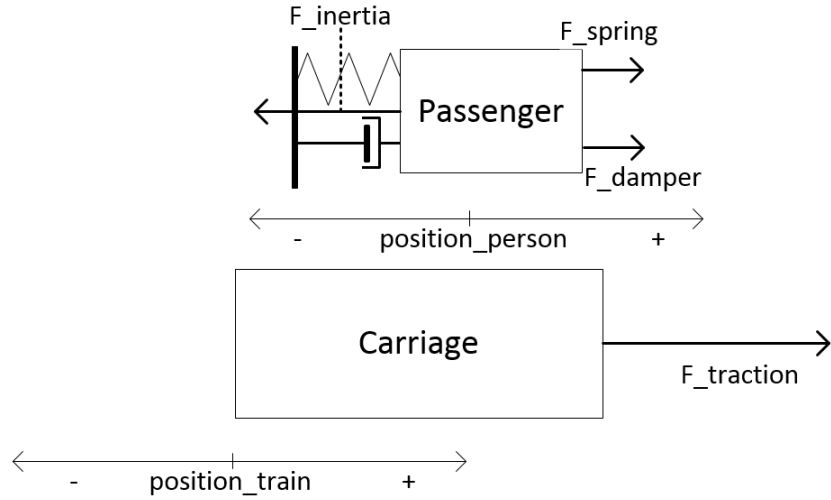 F_inertia
F_spring
Passenger
F_damper
- position_person +
Carriage
F_traction
- position_train +